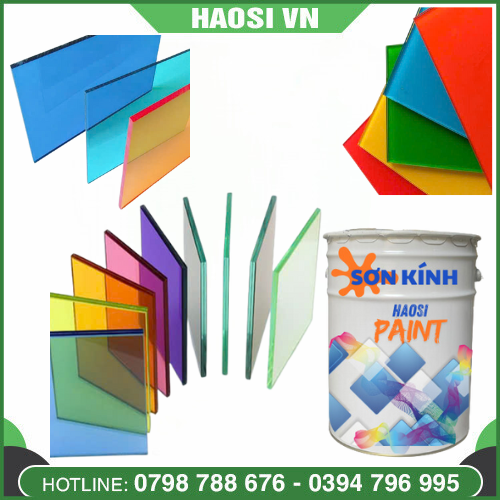 HAOSI VN
SƠN KÍNH
HAOSI
PAINT
HOTLINE: 0798 788 676 - 0394 796 995